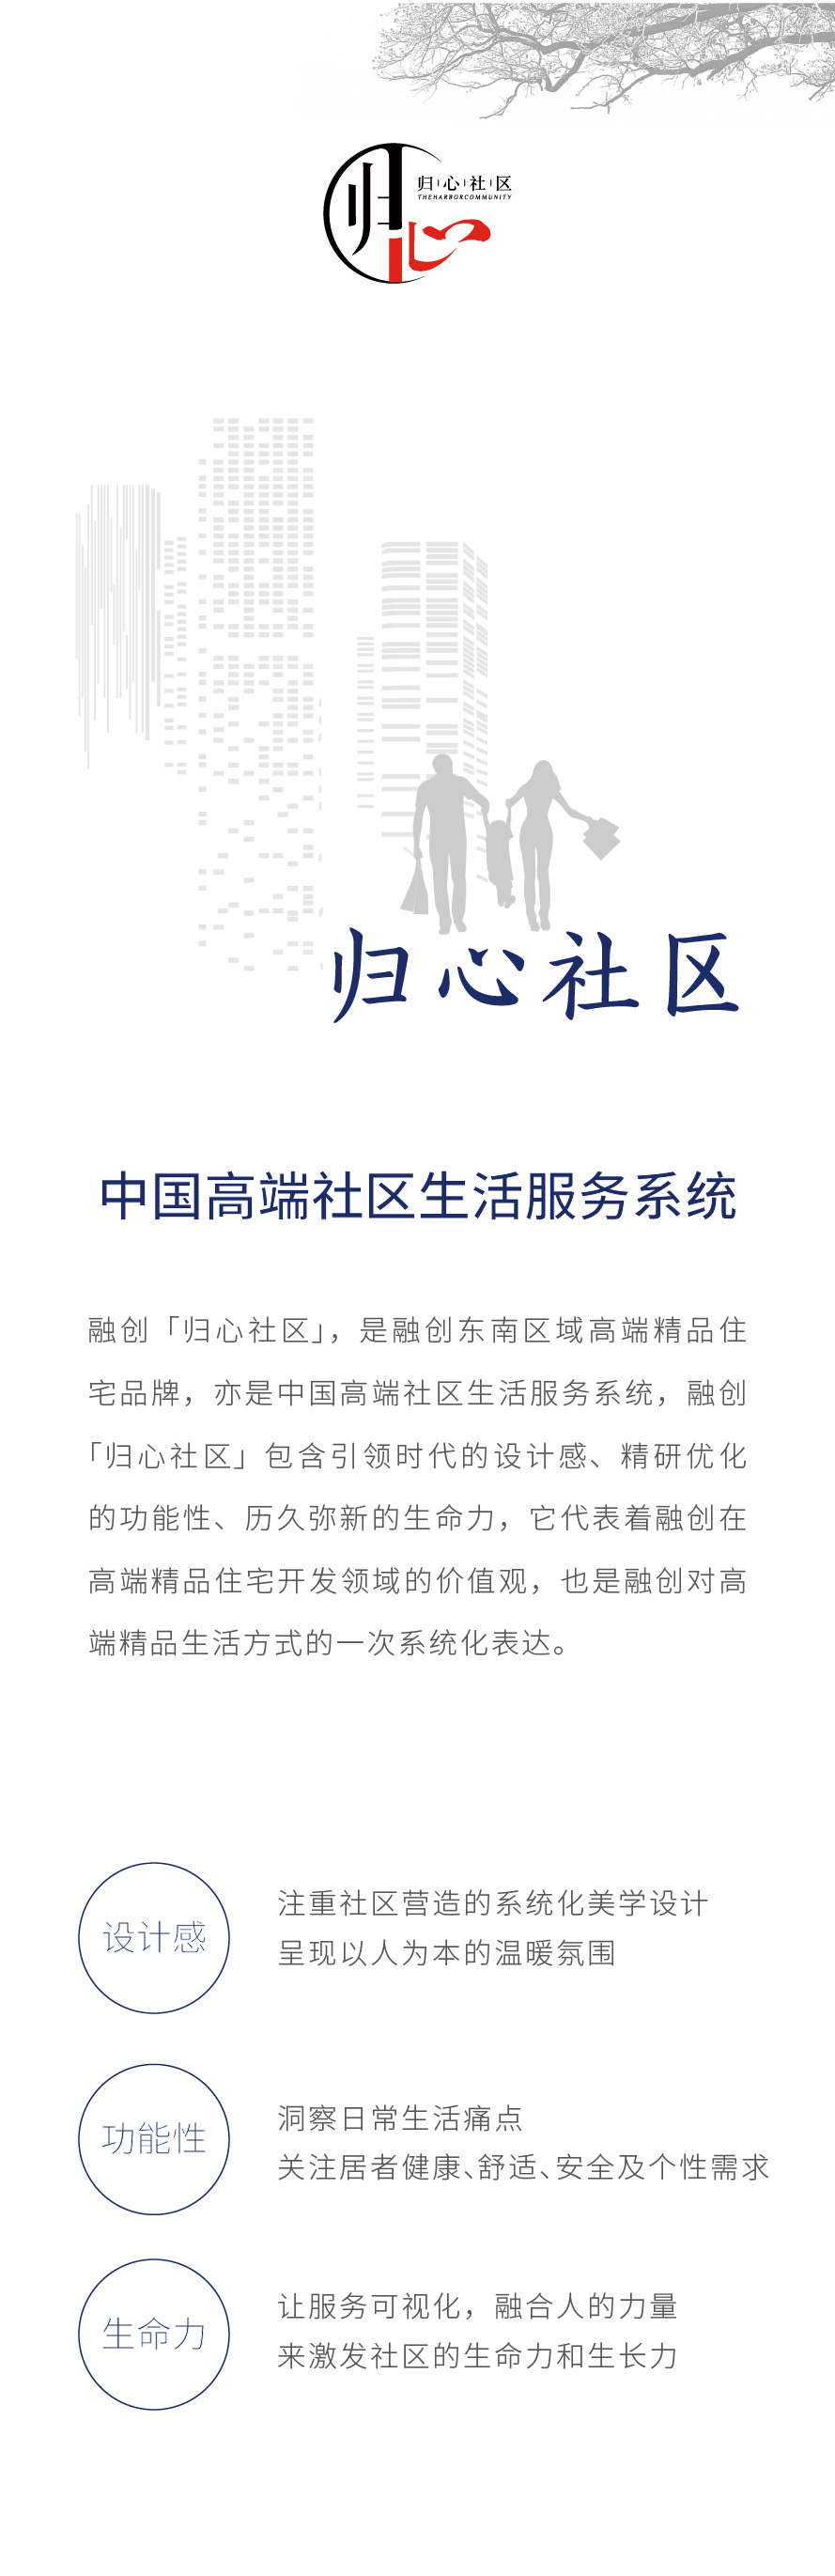 归心
归心社区
THEHARBORCOMMUNITY
归心社区
中国高端社区生活服务系统
融创「归心社区」，是融创东南区域高端精品住
宅品牌，亦是中国高端社区生活服务系统，融创
「归心社区」包含引领时代的设计感、精研优化
的功能性、历久弥新的生命力，它代表着融创在
高端精品住宅开发领域的价值观，也是融创对高
端精品生活方式的一次系统化表达。
设计感
注重社区营造的系统化美学设计
呈现以人为本的温暖氛围
功能性
洞察日常生活痛点
关注居者健康、舒适、安全及个性需求
生命力
让服务可视化，融合人的力量
来激发社区的生命力和生长力